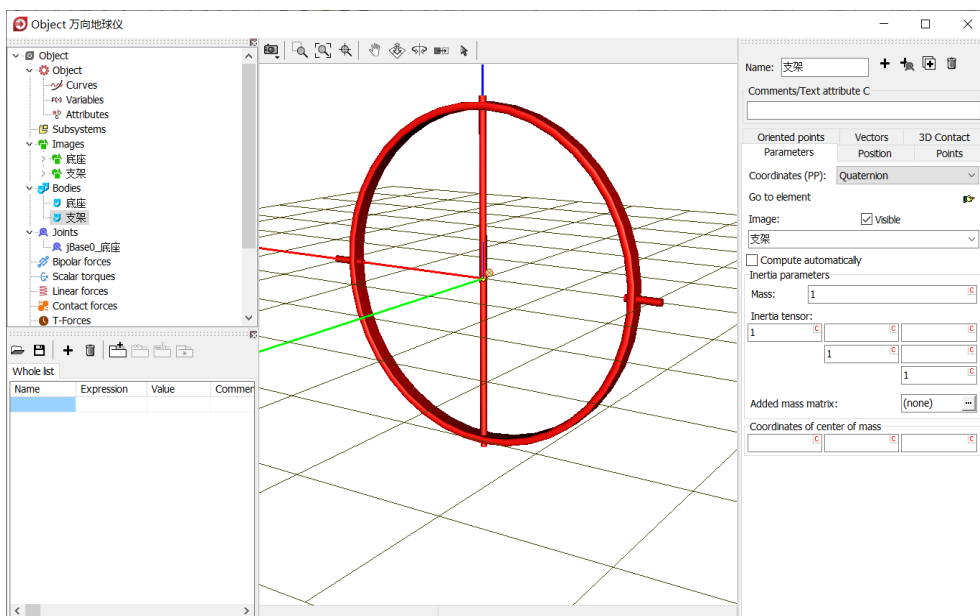 Object 万向地球仪
Object
Object
Curves
f(x) Variables
Attributes
Subsystems
Images
底座
支架
Bodies
底座
支架
Joints
jBase0_底座
Bipolar forces
Scalar torques
Linear forces
Contact forces
T-Forces
Whole list
Name Expression Value Commen
Name: 支架
Comments/Text attribute C
Oriented points Vectors 3D Contact
Parameters Position Points
Coordinates (PP): Quaternion
Go to element
Image: Visible
支架
Compute automatically
Inertia parameters
Mass: 1 C
Inertia tensor:
1 C C C
1 C C
1 C
Added mass matrix: (none) ...
Coordinates of center of mass
C C C